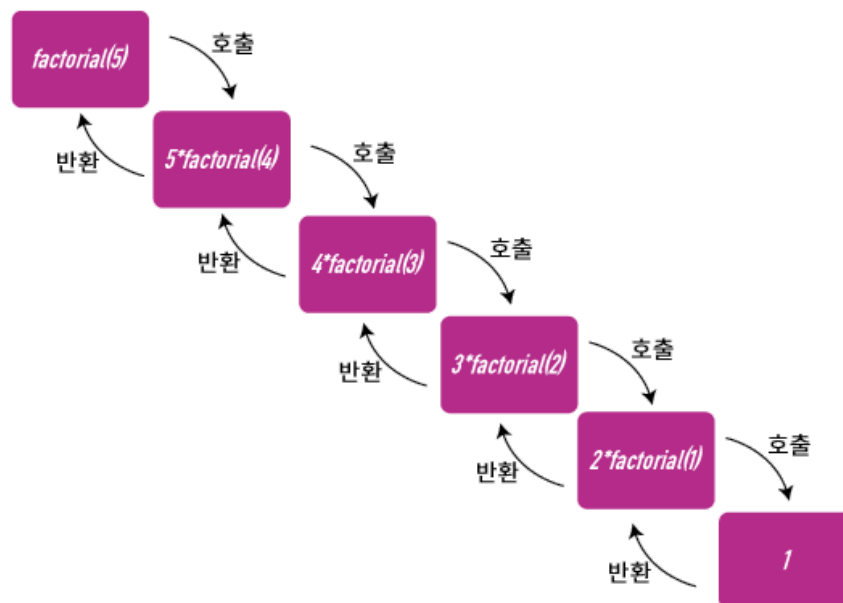 factorial(5)
호출
반환
5*factorial(4)
호출
반환
4*factorial(3)
호출
반환
3*factorial(2)
호출
반환
2*factorial(1)
호출
반환
1